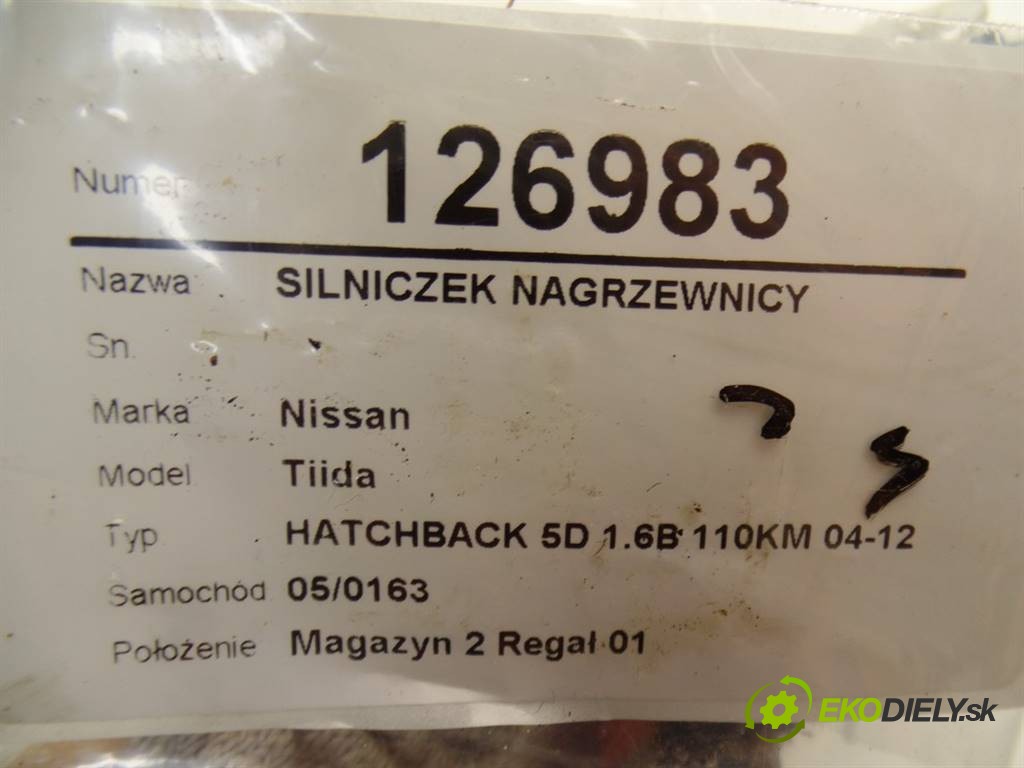 Numer 126983
Nazwa SILNICZEK NAGRZEWNICY
Sn.
Marka Nissan
Model Tiida
Typ HATCHBACK 5D 1.6B 110KM 04-12
Samochód 05/0163
Położenie Magazyn 2 Regał 01
EKODIELY.sk